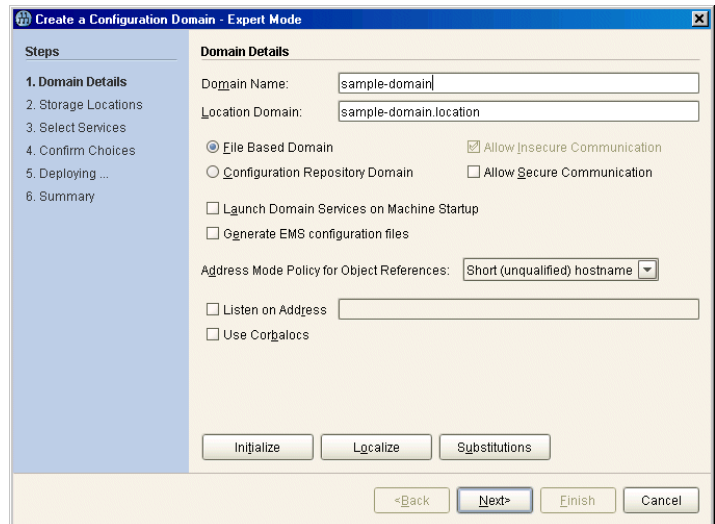 Create a Configuration Domain - Expert Mode
Steps
1. Domain Details
2. Storage Locations
3. Select Services
4. Confirm Choices
5. Deploying ...
6. Summary
Domain Details
Domain Name: sample-domain
Location Domain: sample-domain.location
File Based Domain
Allow Insecure Communication
Configuration Repository Domain
Allow Secure Communication
Launch Domain Services on Machine Startup
Generate EMS configuration files
Address Mode Policy for Object References: Short (unqualified) hostname
Listen on Address
Use Corbalocs
Initialize Localize Substitutions
<Back Next> Finish Cancel